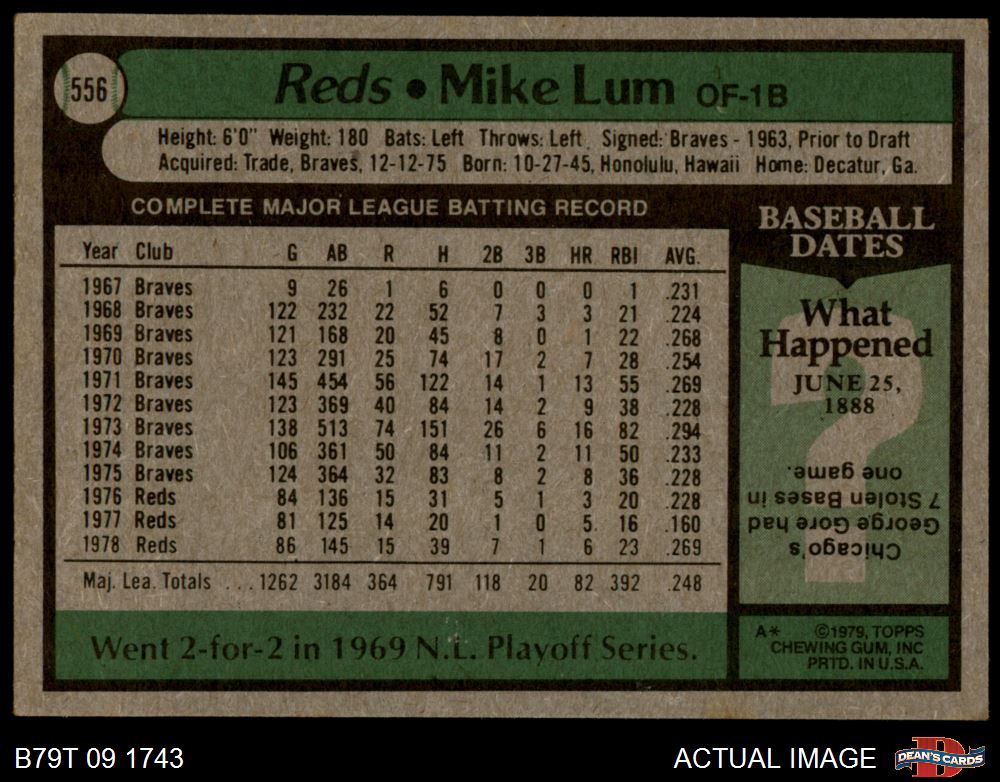 556
Reds • Mike Lum OF-1B
Height: 6'0" Weight: 180 Bats: Left Throws: Left Signed: Braves - 1963, Prior to Draft
Acquired: Trade, Braves, 12-12-75 Born: 10-27-45, Honolulu, Hawaii Home: Decatur, Ga.
COMPLETE MAJOR LEAGUE BATTING RECORD
Year Club G AB R H 2B 3B HR RBI AVG.
1967 Braves 9 26 1 6 0 0 0 1 .231
1968 Braves 122 232 22 52 7 3 3 21 .224
1969 Braves 121 168 20 45 8 0 1 22 .268
1970 Braves 123 291 25 74 17 2 7 28 .254
1971 Braves 145 454 56 122 14 1 13 55 .269
1972 Braves 123 369 40 84 14 2 9 38 .228
1973 Braves 138 513 74 151 26 6 16 82 .294
1974 Braves 106 361 50 84 11 2 11 50 .233
1975 Braves 124 364 32 83 8 2 8 36 .228
1976 Reds 84 136 15 31 5 1 3 20 .228
1977 Reds 81 125 14 20 1 0 5 16 .160
1978 Reds 86 145 15 39 7 1 6 23 .269
Maj. Lea. Totals ... 1262 3184 364 791 118 20 82 392 .248
Went 2-for-2 in 1969 N.L. Playoff Series.
BASEBALL
DATES
What
Happened
JUNE 25,
1888
?
Chicago's
George Gore had
7 Stolen Bases in
one game.
A* ©1979, TOPPS
CHEWING GUM, INC
PRTD. IN U.S.A.
B79T 09 1743
ACTUAL IMAGE
D
DEAN'S CARDS